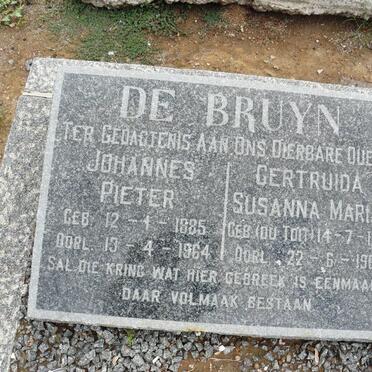 DE BRUYN
TER GEDAGTENIS AAN ONS DIERBARE OUE
JOHANNES PIETER
GEB. 12-4-1885
OORL. 13-4-1964
GERTRUIDA
SUSANNA MARI
GEB (DU TOIT) 14-7-1
OORL. 22-6-19
SAL DIE KRING WAT HIER GEBREEK IS EENMAA
DAAR VOLMAAK BESTAAN